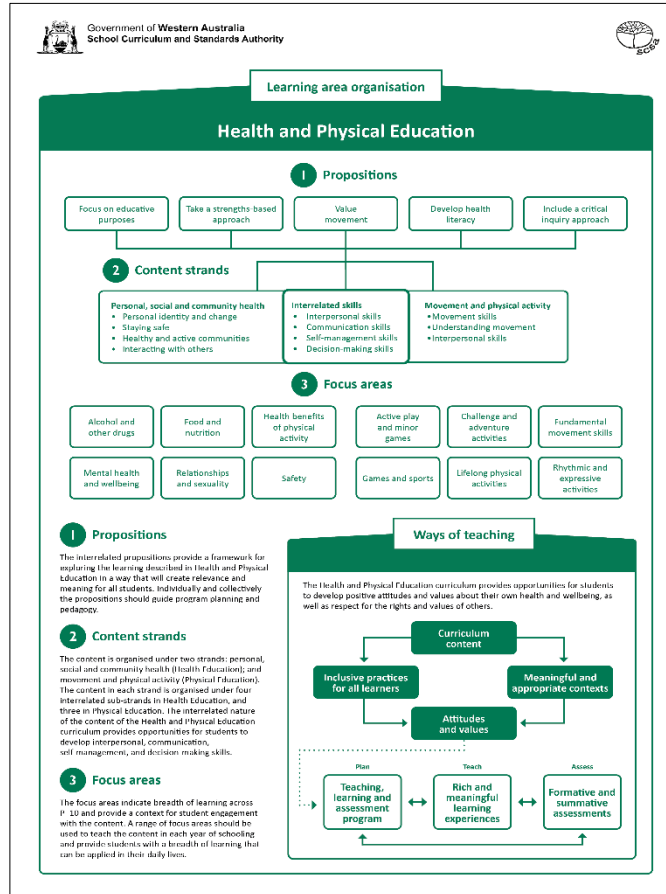 Government of Western Australia
School Curriculum and Standards Authority
scsa
Learning area organisation
Health and Physical Education
1 Propositions
Focus on educative
purposes
Take a strengths-based
approach
Value
movement
Develop health
literacy
Include a critical
inquiry approach
2 Content strands
Personal, social and community health
• Personal identity and change
• Staying safe
• Healthy and active communities
• Interacting with others
Interrelated skills
• Interpersonal skills
• Communication skills
• Self-management skills
• Decision-making skills
Movement and physical activity
• Movement skills
• Understanding movement
• Interpersonal skills
3 Focus areas
Alcohol and
other drugs
Food and
nutrition
Health benefits
of physical
activity
Active play
and minor
games
Challenge and
adventure
activities
Fundamental
movement skills
Mental health
and wellbeing
Relationships
and sexuality
Safety
Games and sports
Lifelong physical
activities
Rhythmic and
expressive
activities
1 Propositions
The interrelated propositions provide a framework for
exploring the learning described in Health and Physical
Education in a way that will create relevance and
meaning for all students. Individually and collectively
the propositions should guide program planning and
pedagogy.
2 Content strands
The content is organised under two strands: personal,
social and community health (Health Education); and
movement and physical activity (Physical Education).
The content in each strand is organised under four
interrelated sub-strands in Health Education, and
three in Physical Education. The interrelated nature
of the content of the Health and Physical Education
curriculum provides opportunities for students to
develop interpersonal, communication,
self-management, and decision-making skills.
3 Focus areas
The focus areas indicate breadth of learning across
P–10 and provide a context for student engagement
with the content. A range of focus areas should be
used to teach the content in each year of schooling
and provide students with a breadth of learning that
can be applied in their daily lives.
Ways of teaching
The Health and Physical Education curriculum provides opportunities for students
to develop positive attitudes and values about their own health and wellbeing, as
well as respect for the rights and values of others.
Curriculum
content
Inclusive practices
for all learners
Meaningful and
appropriate contexts
Attitudes
and values
Plan
Teach
Assess
Teaching,
learning and
assessment
program
Rich and
meaningful
learning
experiences
Formative and
summative
assessments